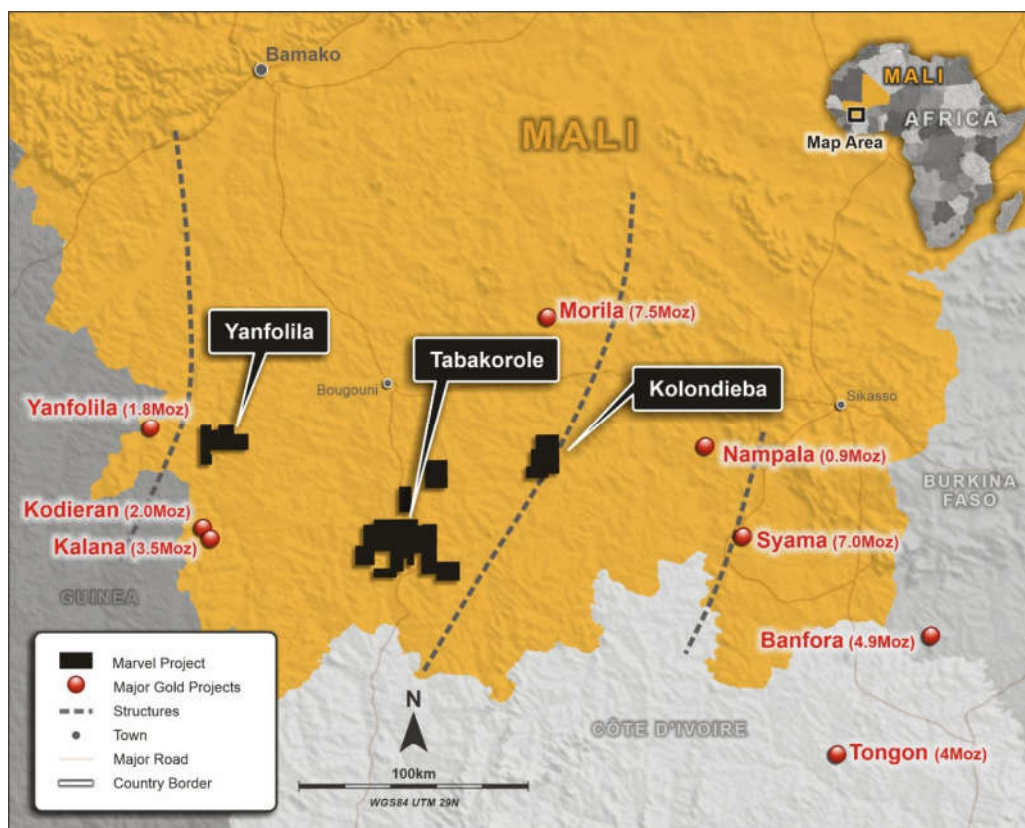 Bamako
MALI
MALI
AFRICA
Map Area
Morila (7.5Moz)
Yanfolila
Tabakorole
Kolondieba
Bougouni
Sikasso
Yanfolila (1.8Moz)
Nampala (0.9Moz)
BURKINA
FASO
Kodieran (2.0Moz)
Kalana (3.5Moz)
Syama (7.0Moz)
GUINEA
Banfora (4.9Moz)
Marvel Project
Major Gold Projects
Structures
Town
Major Road
Country Border
N
100km
WGS84 UTM 29N
CÔTE D'IVOIRE
Tongon (4Moz)